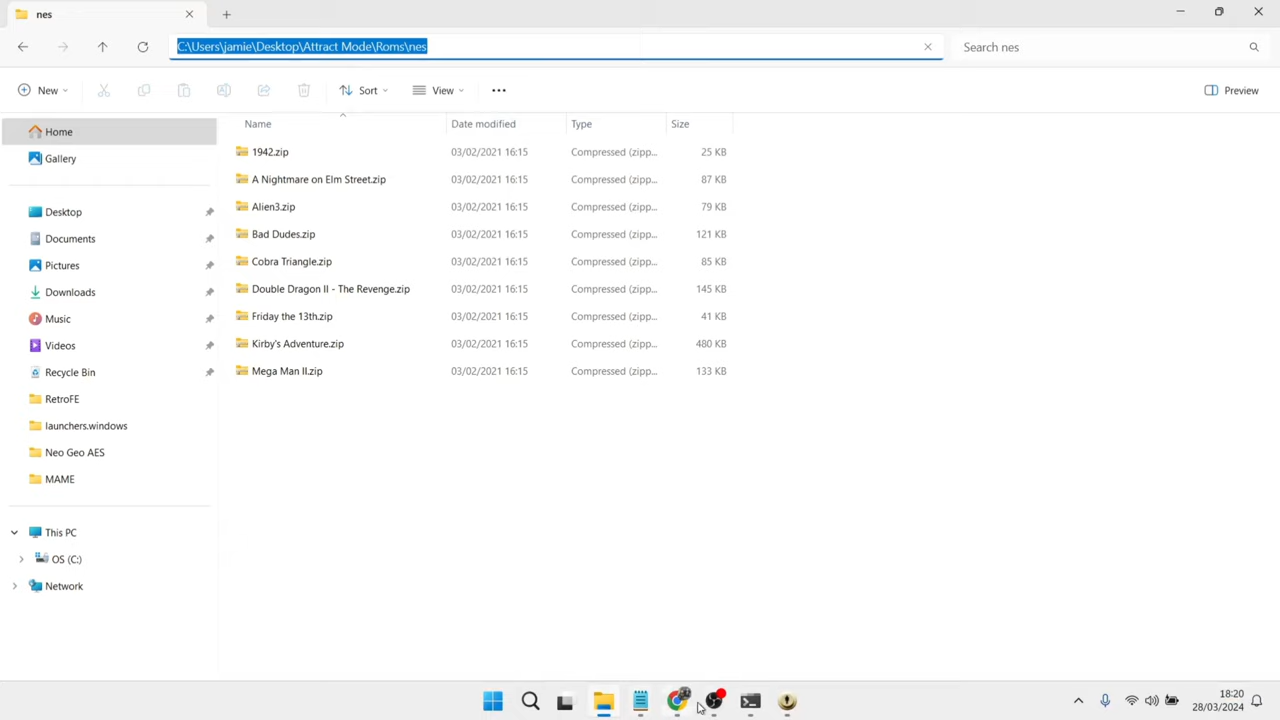 nes
C:\Users\jamie\Desktop\Attract Mode\Roms\nes
Search nes
New
Sort
View
Preview
Name
Date modified
Type
Size
Home
Gallery
Desktop
Documents
Pictures
Downloads
Music
Videos
Recycle Bin
RetroFE
launchers.windows
Neo Geo AES
MAME
This PC
OS (C:)
Network
1942.zip 03/02/2021 16:15 Compressed (zipp... 25 KB
A Nightmare on Elm Street.zip 03/02/2021 16:15 Compressed (zipp... 87 KB
Alien3.zip 03/02/2021 16:15 Compressed (zipp... 79 KB
Bad Dudes.zip 03/02/2021 16:15 Compressed (zipp... 121 KB
Cobra Triangle.zip 03/02/2021 16:15 Compressed (zipp... 85 KB
Double Dragon II - The Revenge.zip 03/02/2021 16:15 Compressed (zipp... 145 KB
Friday the 13th.zip 03/02/2021 16:15 Compressed (zipp... 41 KB
Kirby's Adventure.zip 03/02/2021 16:15 Compressed (zipp... 480 KB
Mega Man II.zip 03/02/2021 16:15 Compressed (zipp... 133 KB
18:20
28/03/2024